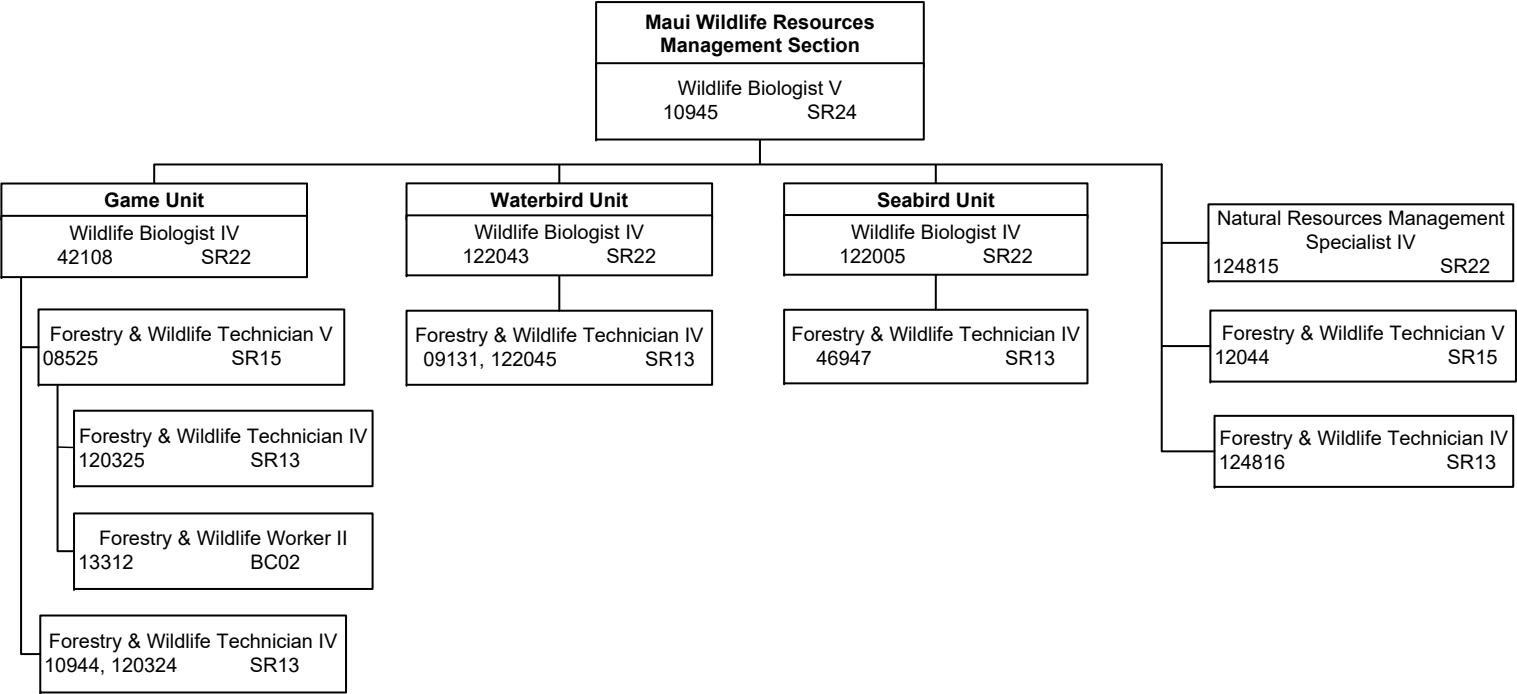 Maui Wildlife Resources
Management Section
Wildlife Biologist V
10945 SR24
Game Unit
Wildlife Biologist IV
42108 SR22
Forestry & Wildlife Technician V
08525 SR15
Forestry & Wildlife Technician IV
120325 SR13
Forestry & Wildlife Worker II
13312 BC02
Forestry & Wildlife Technician IV
10944, 120324 SR13
Waterbird Unit
Wildlife Biologist IV
122043 SR22
Forestry & Wildlife Technician IV
09131, 122045 SR13
Seabird Unit
Wildlife Biologist IV
122005 SR22
Forestry & Wildlife Technician IV
46947 SR13
Natural Resources Management
Specialist IV
124815 SR22
Forestry & Wildlife Technician V
12044 SR15
Forestry & Wildlife Technician IV
124816 SR13